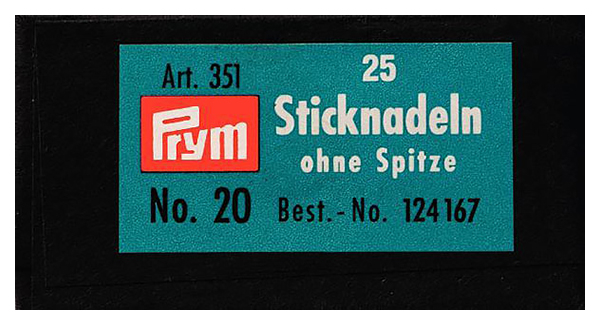 Art. 351
Prym
No. 20
25
Sticknadeln
ohne Spitze
Best.-No. 124167